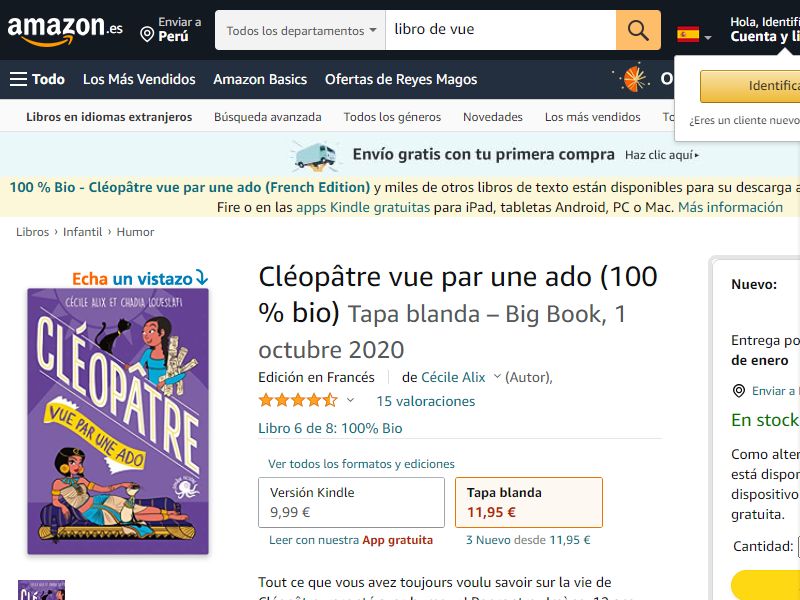 amazon.es
Enviar a
Perú
Todos los departamentos
libro de vue
Hola, Identifi
Cuenta y li
Todo
Los Más Vendidos
Amazon Basics
Ofertas de Reyes Magos
Identifica
¿Eres un cliente nuevo
Libros en idiomas extranjeros
Búsqueda avanzada
Todos los géneros
Novedades
Los más vendidos
Envío gratis con tu primera compra
Haz clic aquí
100 % Bio - Cléopâtre vue par une ado (French Edition) y miles de otros libros de texto están disponibles para su descarga a
Fire o en las apps Kindle gratuitas para iPad, tabletas Android, PC o Mac. Más información
Libros › Infantil › Humor
Echa un vistazo
CÉCILE ALIX ET CHADIA LOUESLATI
CLÉOPÂTRE
VUE PAR UNE ADO
Cléopâtre vue par une ado (100
% bio) Tapa blanda – Big Book, 1
octubre 2020
Edición en Francés
de Cécile Alix (Autor),
15 valoraciones
Libro 6 de 8: 100% Bio
Ver todos los formatos y ediciones
Versión Kindle
9,99 €
Leer con nuestra App gratuita
Tapa blanda
11,95 €
3 Nuevo desde 11,95 €
Tout ce que vous avez toujours voulu savoir sur la vie de
Nuevo:
Entrega po
de enero
Enviar a
En stock
Como alter
está dispor
dispositivo
gratuita.
Cantidad: